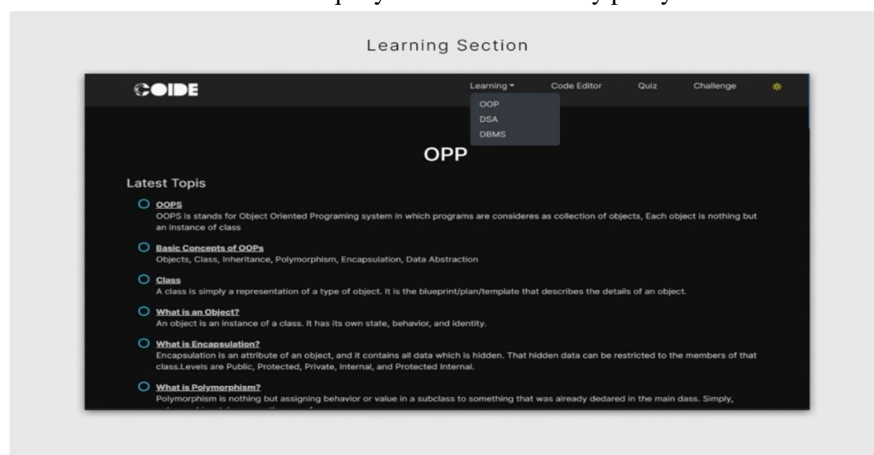 Learning Section
COIDE
Learning Code Editor Quiz Challenge
OOP
DSA
DBMS
OPP
Latest Topis
OOPS
OOPS is stands for Object Oriented Programing system in which programs are consideres as collection of objects, Each object is nothing but
an instance of class
Basic Concepts of OOPs
Objects, Class, Inheritance, Polymorphism, Encapsulation, Data Abstraction
Class
A class is simply a representation of a type of object. It is the blueprint/plan/template that describes the details of an object.
What is an Object?
An object is an instance of a class. It has its own state, behavior, and identity.
What is Encapsulation?
Encapsulation is an attribute of an object, and it contains all data which is hidden. That hidden data can be restricted to the members of that
class.Levels are Public, Protected, Private, Internal, and Protected Internal.
What is Polymorphism?
Polymorphism is nothing but assigning behavior or value in a subclass to something that was already dedared in the main dass. Simply,